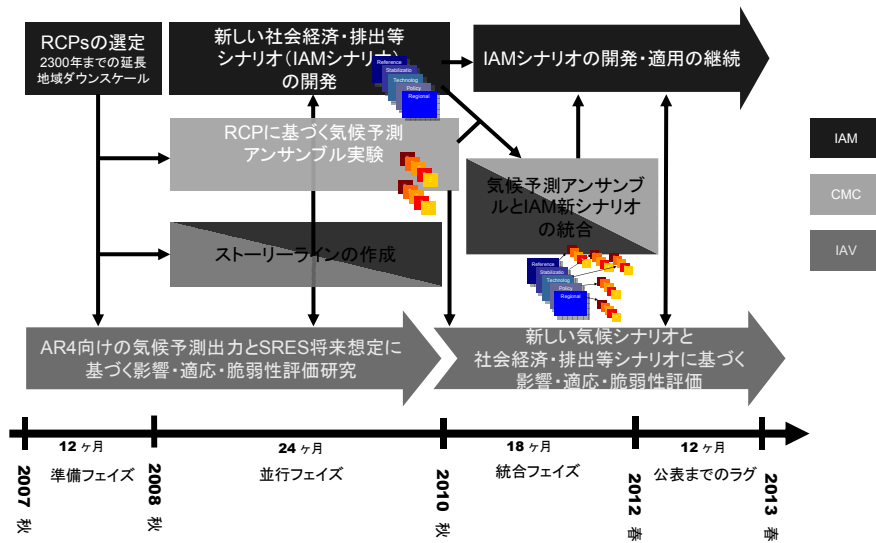 RCPsの選定
2300年までの延長
地域ダウンスケール
新しい社会経済・排出等
シナリオ(IAMシナリオ)
の開発
IAMシナリオの開発・適用の継続
Reference
Stabilizatio
Technolog
Policy
Regional
RCPに基づく気候予測
アンサンブル実験
気候予測アンサンブ
ルとIAM新シナリオ
の統合
ストーリーラインの作成
Reference
Stabilizatio
Technolog
Policy
Regional
IAM
CMC
IAV
AR4向けの気候予測出力とSRES将来想定に
基づく影響・適応・脆弱性評価研究
新しい気候シナリオと
社会経済・排出等シナリオに基づく
影響・適応・脆弱性評価
12 ヶ月
24 ヶ月
18 ヶ月
12 ヶ月
準備フェイズ
並行フェイズ
統合フェイズ
公表までのラグ
2007 秋
2008 秋
2010 秋
2012 春
2013 春